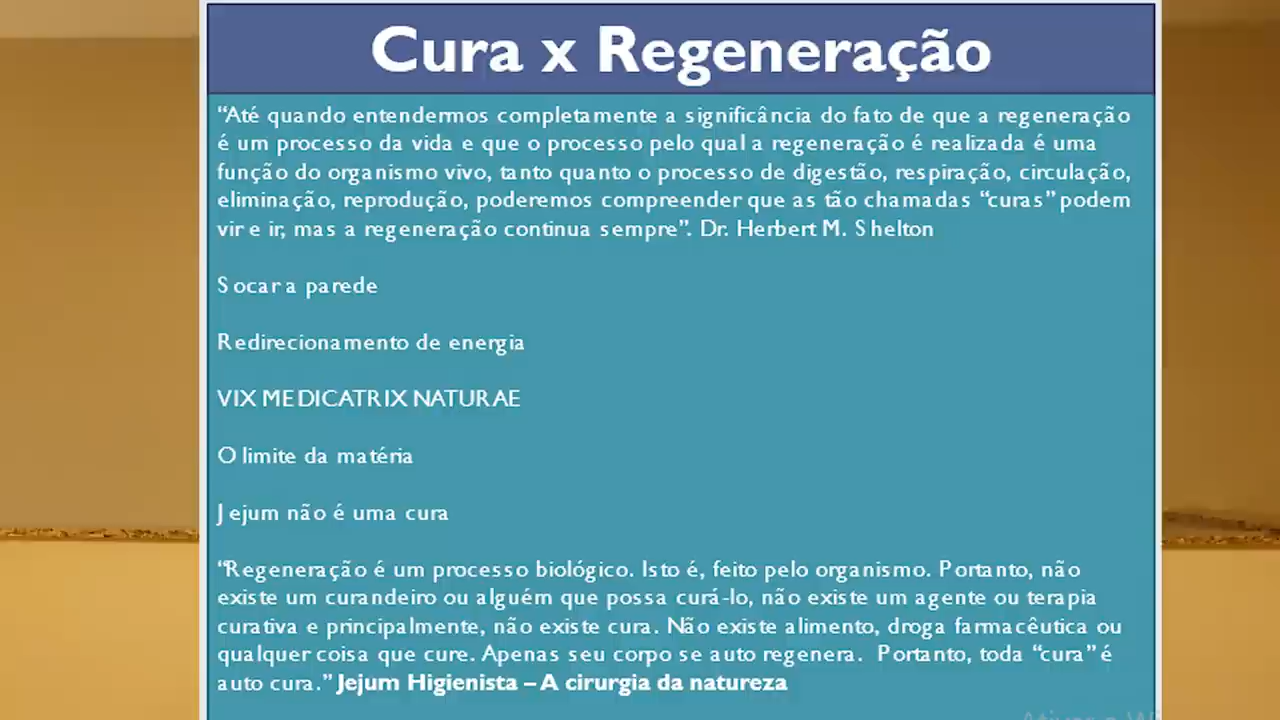 Cura x Regeneração
“Até quando entendermos completamente a significância do fato de que a regeneração
é um processo da vida e que o processo pelo qual a regeneração é realizada é uma
função do organismo vivo, tanto quanto o processo de digestão, respiração, circulação,
eliminação, reprodução, poderemos compreender que as tão chamadas “curas” podem
vir e ir, mas a regeneração continua sempre”. Dr. Herbert M. Shelton
Socar a parede
Redirecionamento de energia
VIX MEDICATRIX NATURAE
O limite da matéria
Jejum não é uma cura
“Regeneração é um processo biológico. Isto é, feito pelo organismo. Portanto, não
existe um curandeiro ou alguém que possa curá-lo, não existe um agente ou terapia
curativa e principalmente, não existe cura. Não existe alimento, droga farmacêutica ou
qualquer coisa que cure. Apenas seu corpo se auto regenera. Portanto, toda “cura” é
auto cura.” Jejum Higienista – A cirurgia da natureza